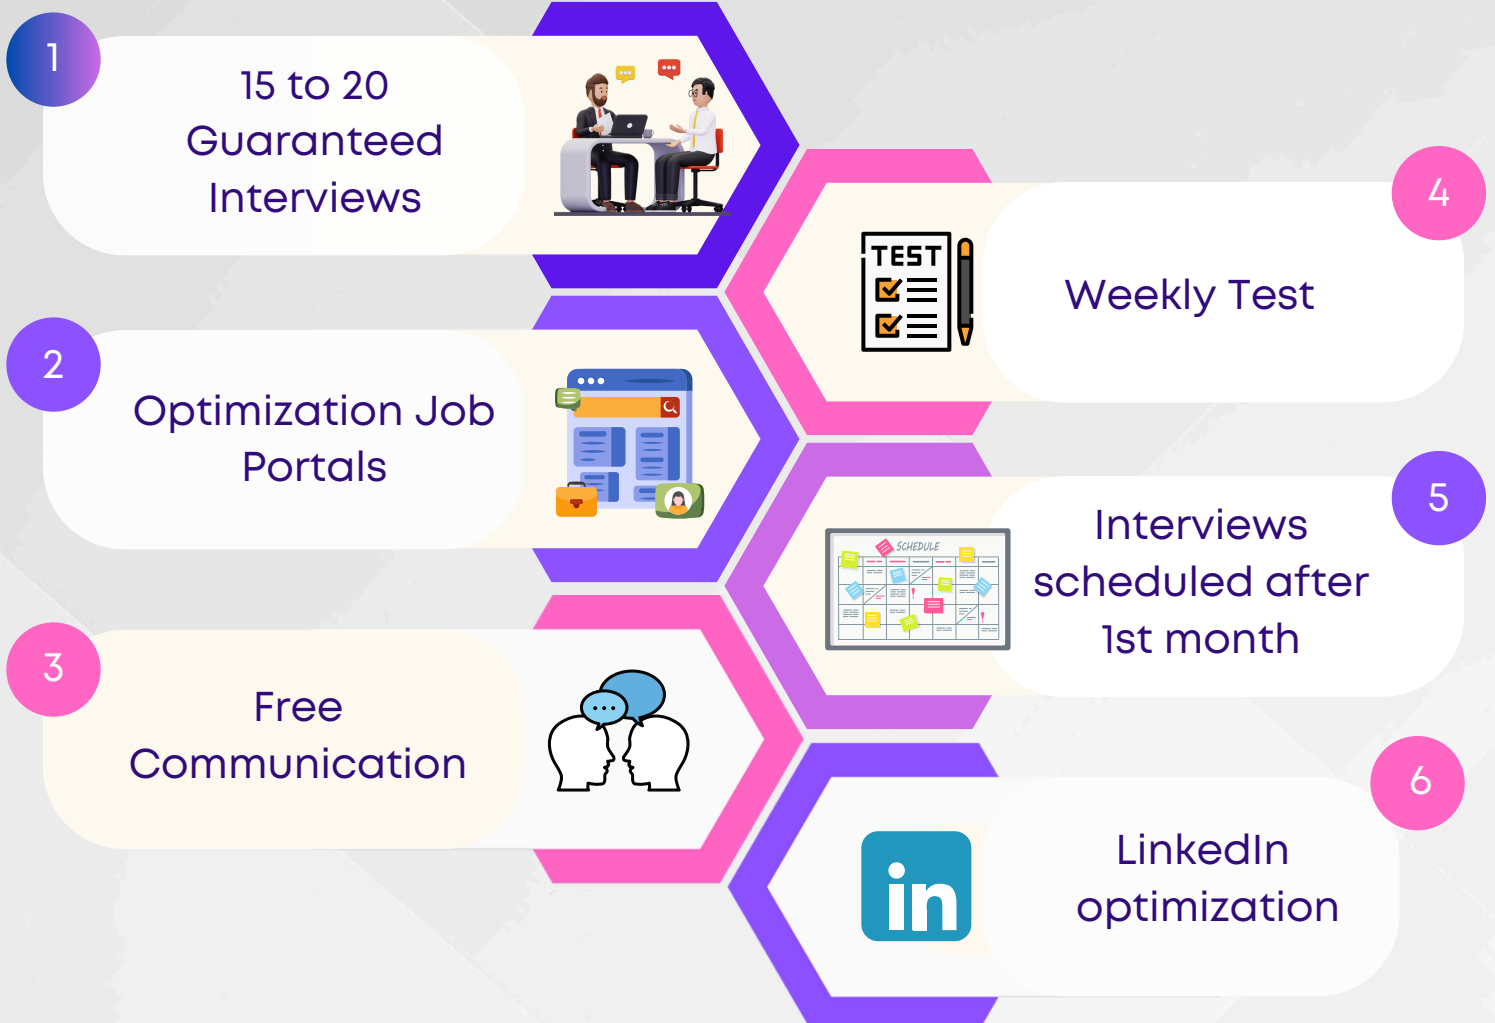 1
15 to 20
Guaranteed
Interviews
2
Optimization Job
Portals
3
Free
Communication
4
TEST
Weekly Test
5
SCHEDULE
Interviews
scheduled after
1st month
6
in
LinkedIn
optimization